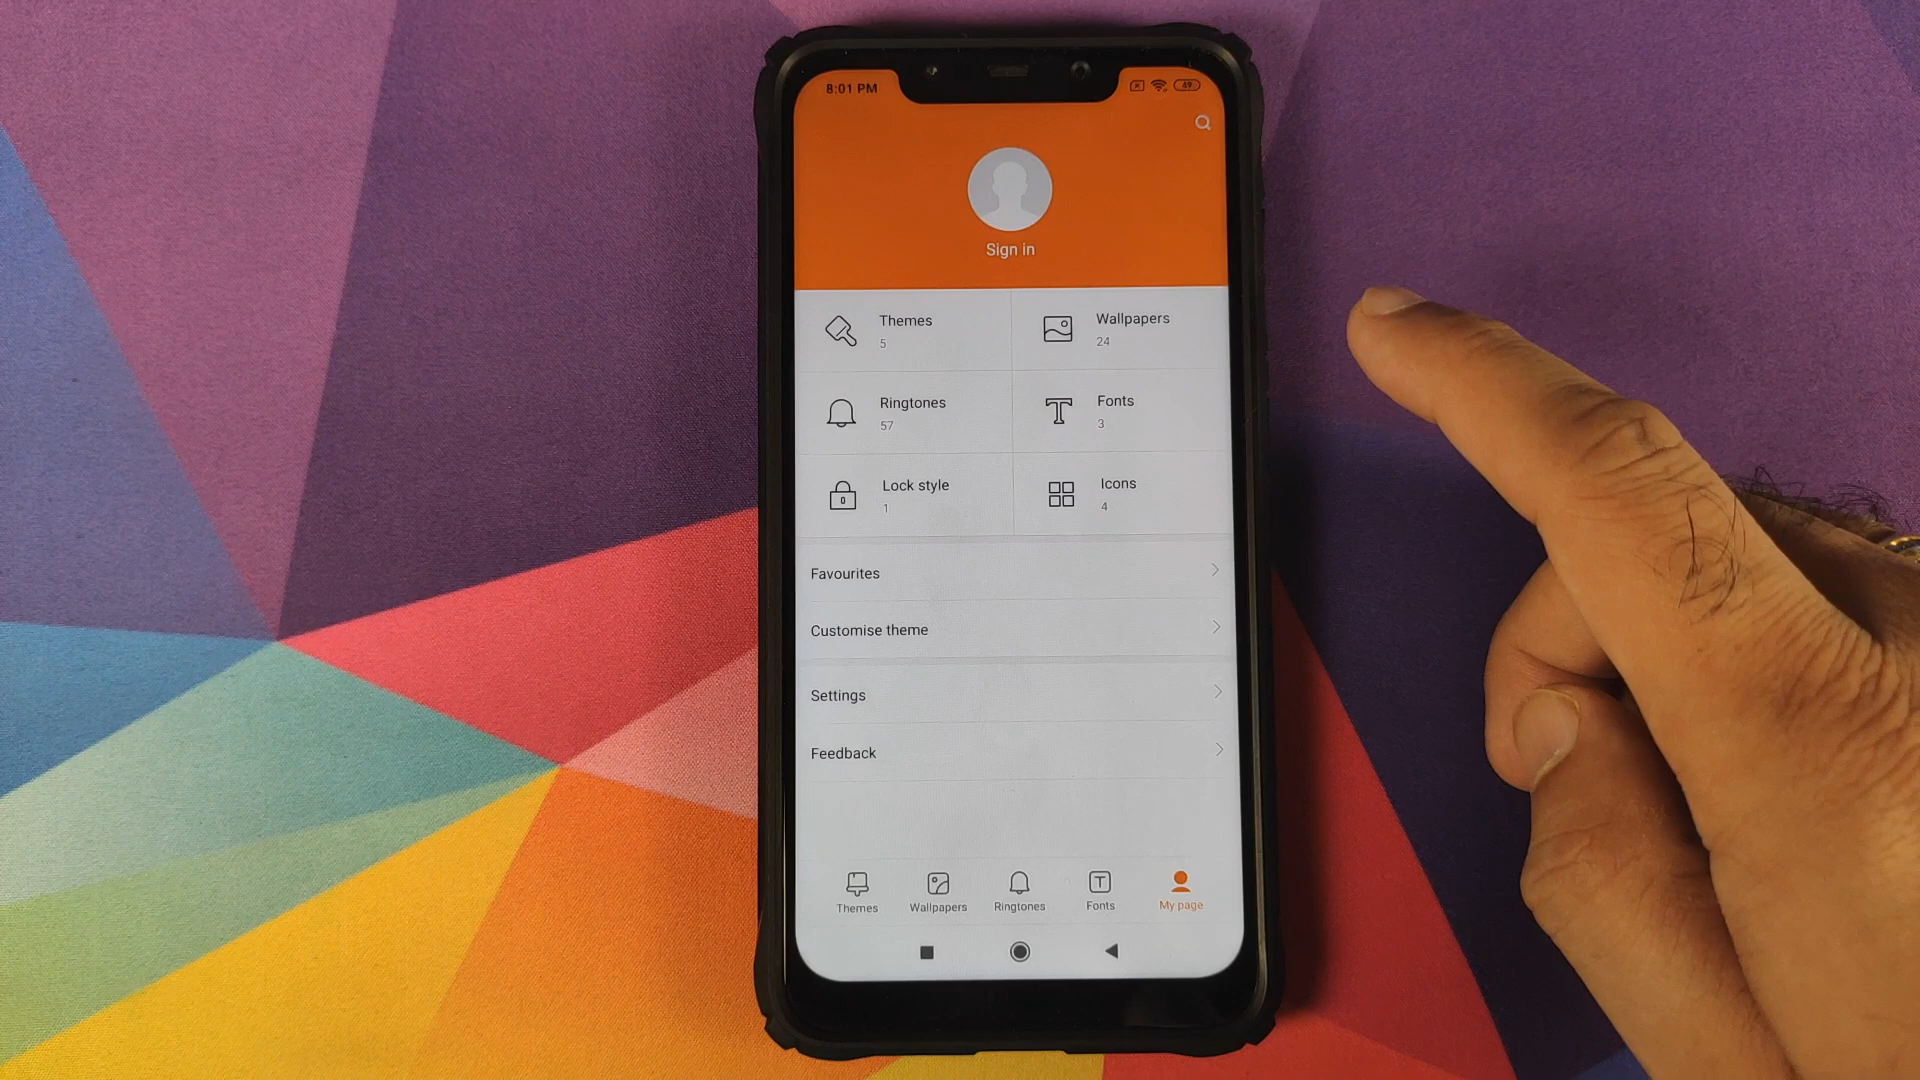 8:01 PM
49
Sign in
Themes
5
Wallpapers
24
Ringtones
57
Fonts
3
Lock style
1
Icons
4
Favourites
Customise theme
Settings
Feedback
Themes
Wallpapers
Ringtones
Fonts
My page